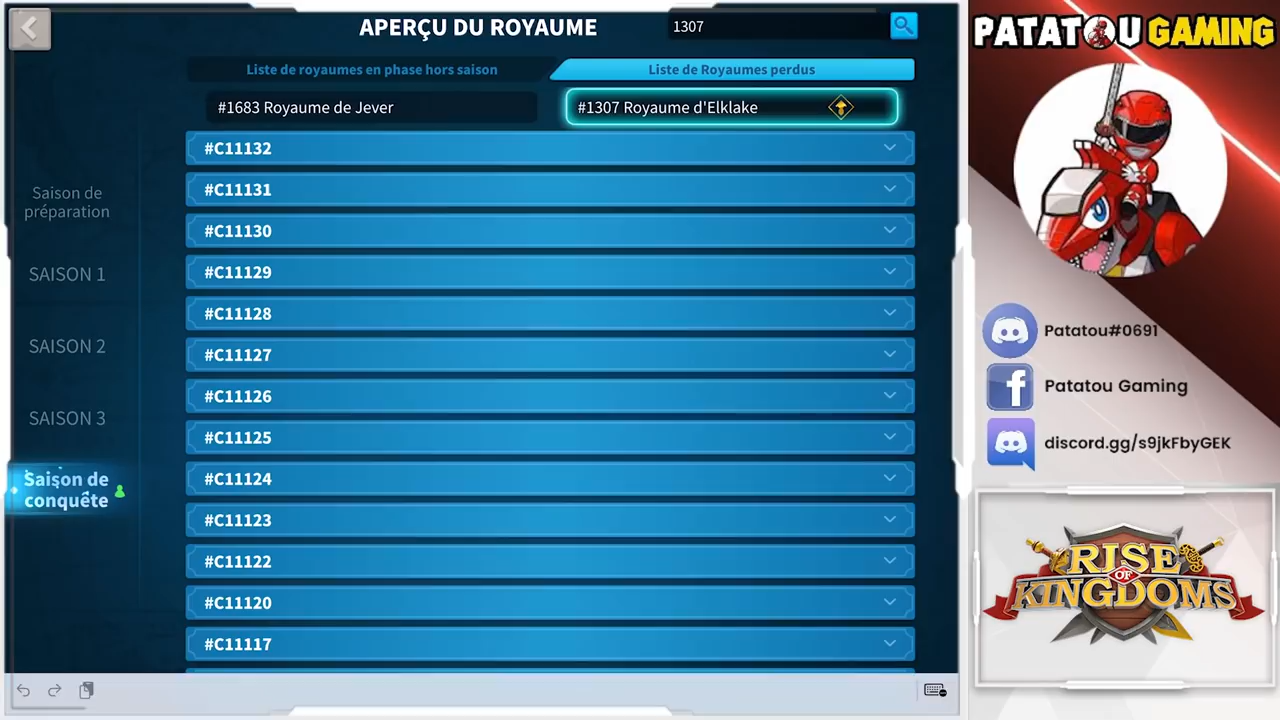 APERÇU DU ROYAUME
1307
Liste de royaumes en phase hors saison
Liste de Royaumes perdus
#1683 Royaume de Jever
#1307 Royaume d'Elklake
Saison de
préparation
SAISON 1
SAISON 2
SAISON 3
Saison de
conquête
#C11132
#C11131
#C11130
#C11129
#C11128
#C11127
#C11126
#C11125
#C11124
#C11123
#C11122
#C11120
#C11117
PATATOU GAMING
Patatou#0691
Patatou Gaming
discord.gg/s9jkFbyGEK
RISE
OF
KINGDOMS